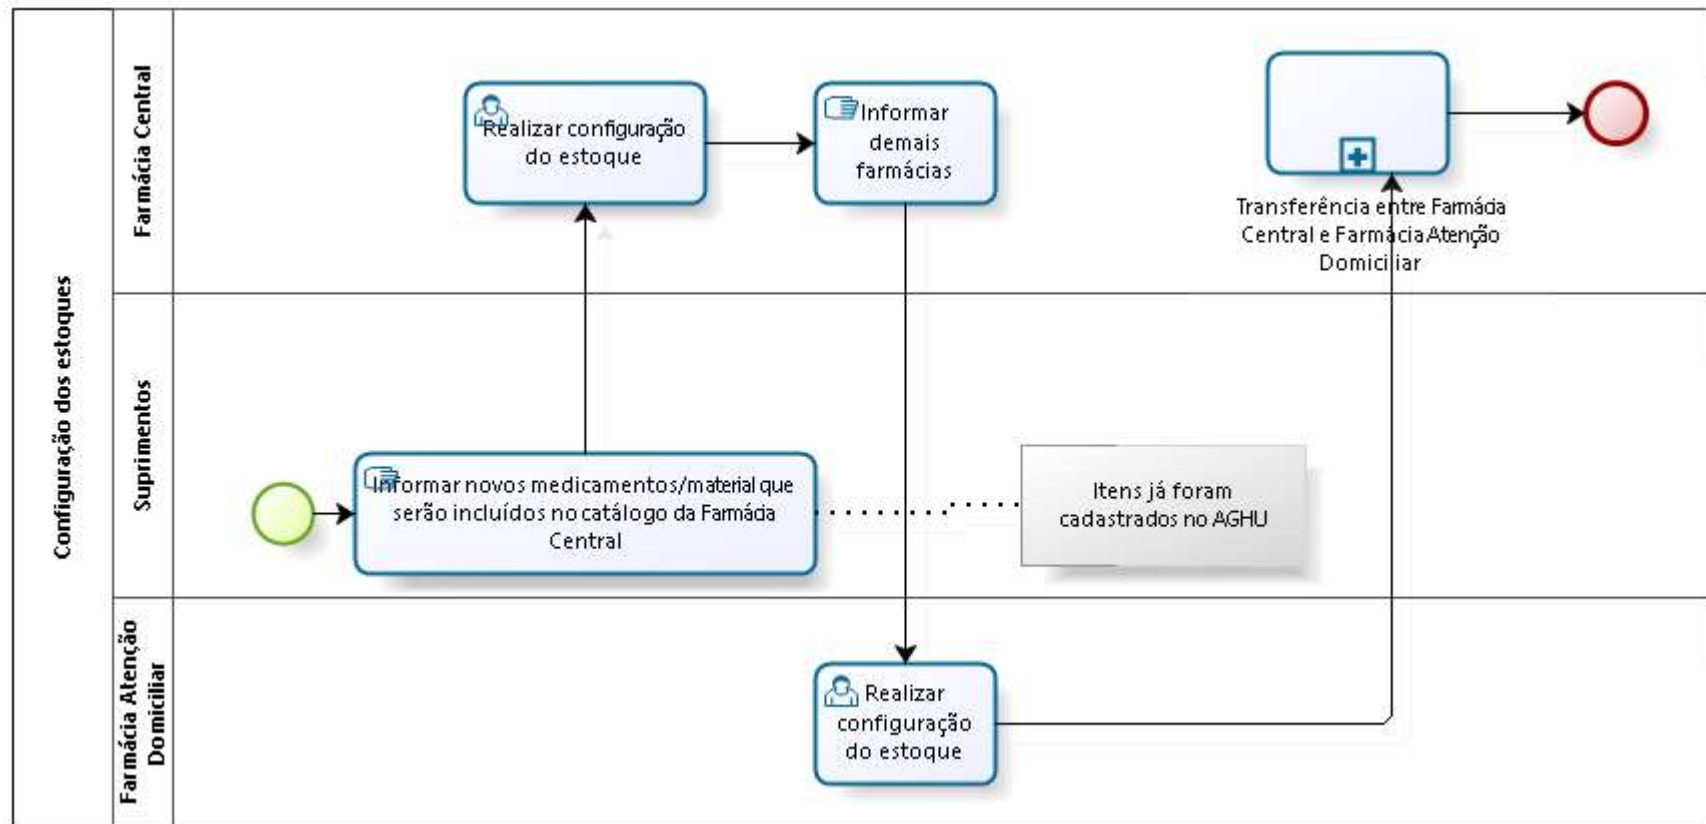 Configuração dos estoques
Farmácia Central
Realizar configuração
do estoque
Informar
demais
farmácias
Transferência entre Farmácia
Central e Farmácia Atenção
Domiciliar
Suprimentos
Informar novos medicamentos/material que
serão incluídos no catálogo da Farmácia
Central
Itens já foram
cadastrados no AGHU
Farmácia Atenção
Domiciliar
Realizar
configuração
do estoque